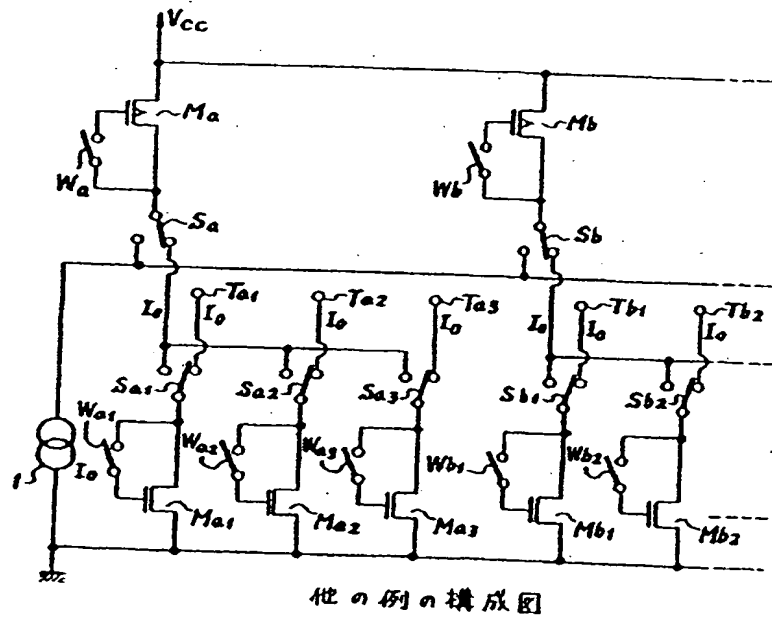 Vcc
Ma
Mb
Wa
Wb
Sa
Sb
Ta1
Ta2
Ta3
Tb1
Tb2
Io
Io
Io
Io
Io
Io
Io
Sa1
Sa2
Sa3
Sb1
Sb2
Wa1
Wa2
Wa3
Wb1
Wb2
1
Io
Ma1
Ma2
Ma3
Mb1
Mb2
他の例の構成図